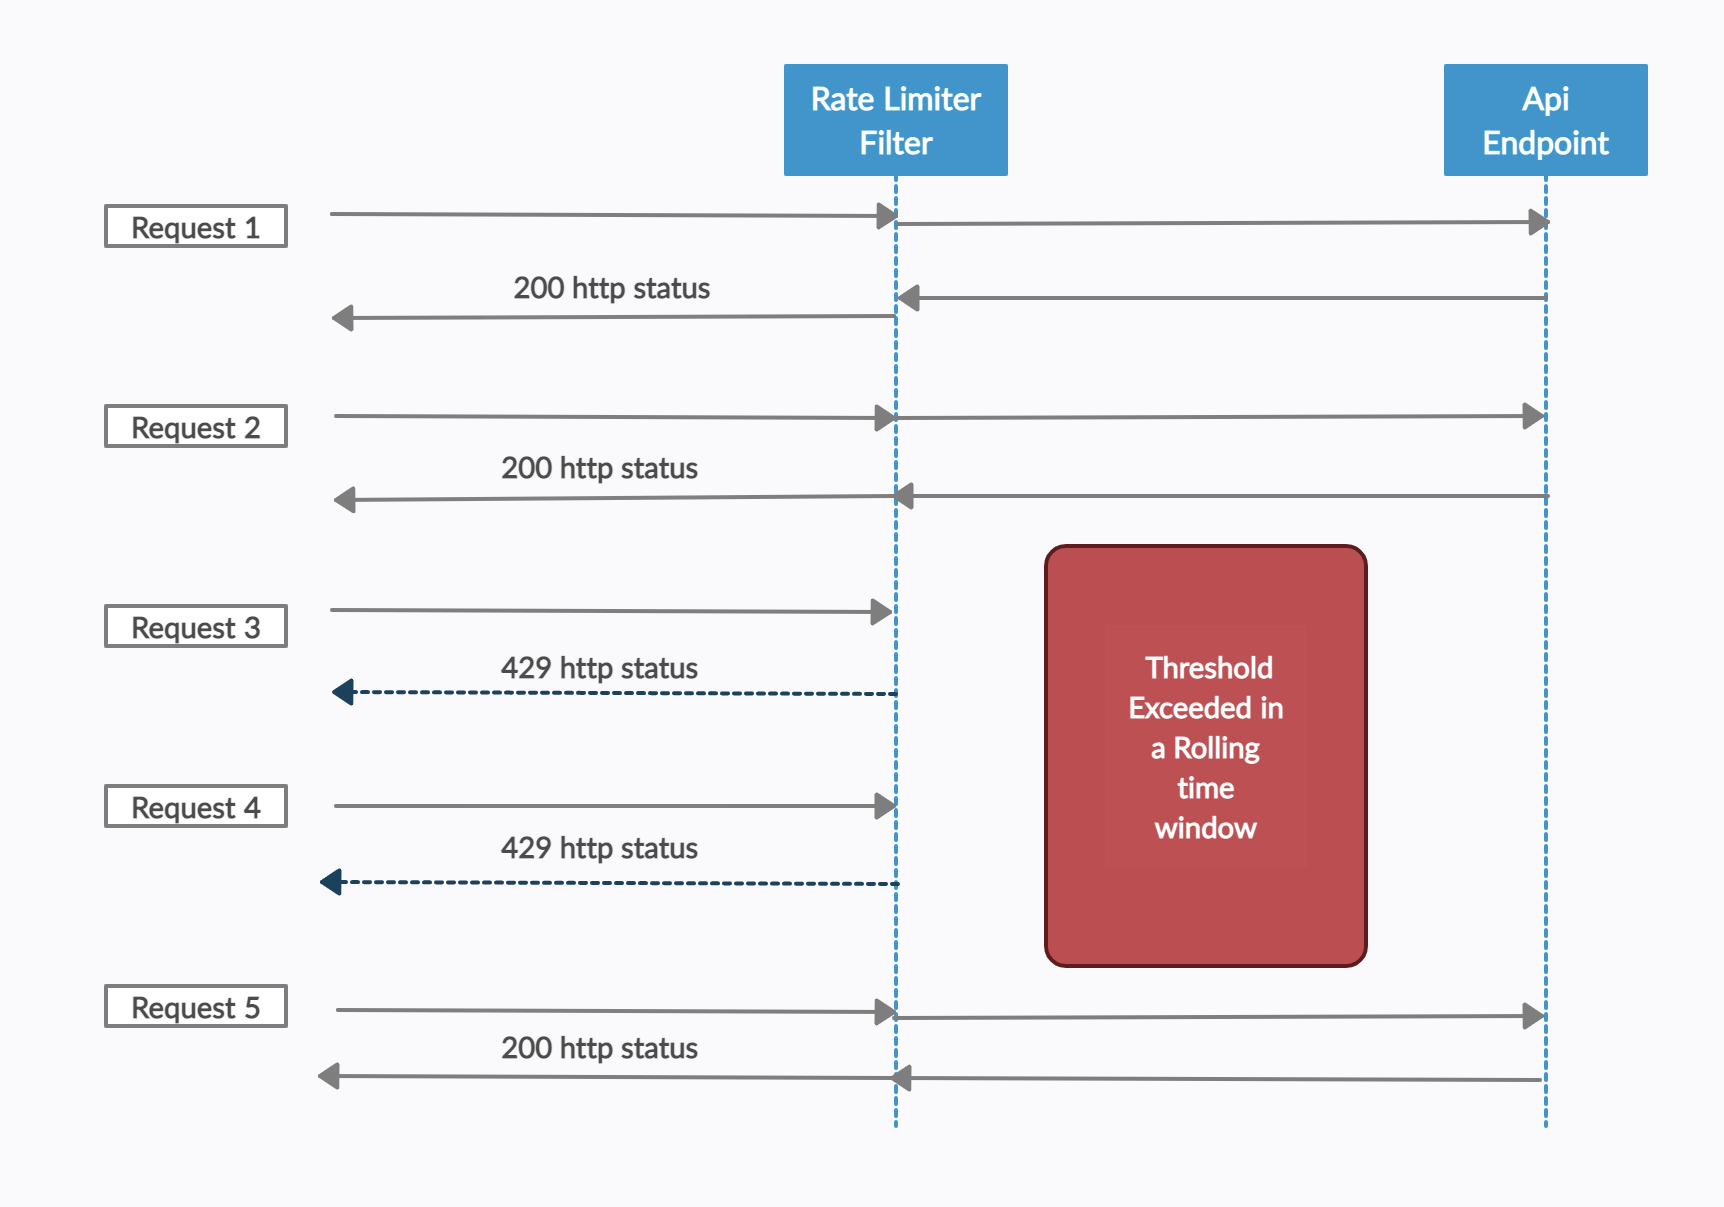 Rate Limiter
Filter
Api
Endpoint
Request 1
200 http status
Request 2
200 http status
Request 3
429 http status
Threshold
Exceeded in
a Rolling
time
window
Request 4
429 http status
Request 5
200 http status